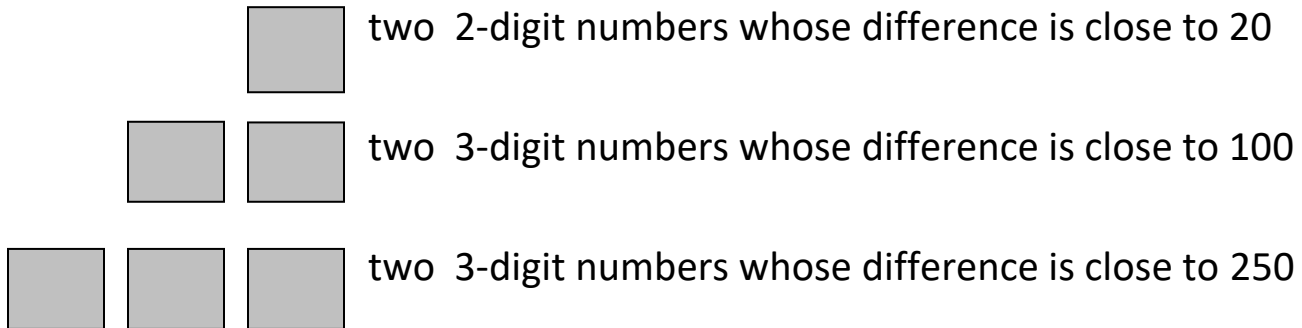 two  2-digit numbers whose difference is close to 20
two  3-digit numbers whose difference is close to 100
two  3-digit numbers whose difference is close to 250